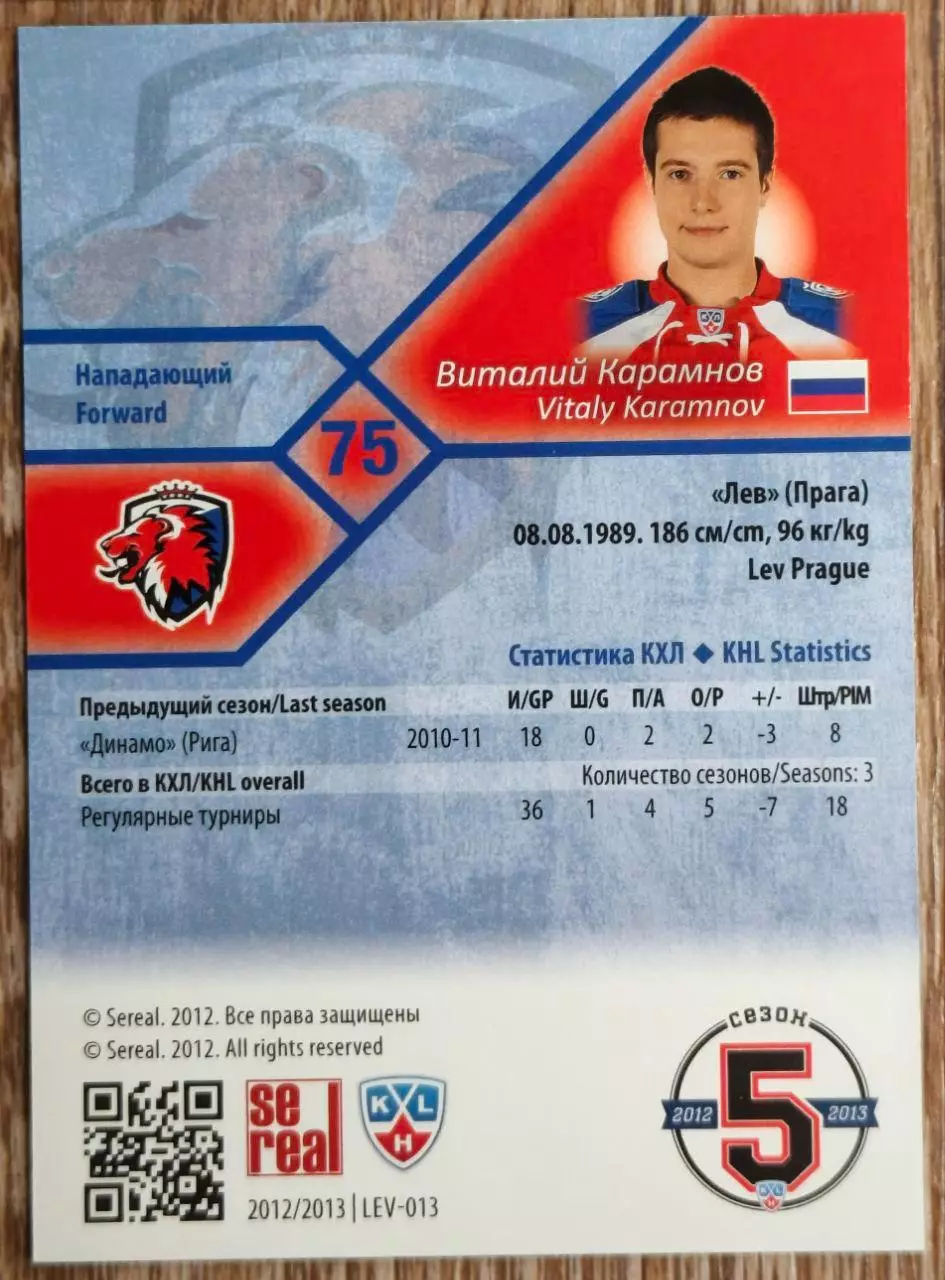 Виталий Карамнов
Vitaly Karamnov
Нападающий
Forward
75
«Лев» (Прага)
08.08.1989. 186 см/cm, 96 кг/kg
Lev Prague
Статистика КХЛ ◆ KHL Statistics
Предыдущий сезон/Last season И/GP Ш/G П/A О/P +/- Штр/PIM
«Динамо» (Рига) 2010-11 18 0 2 2 -3 8
Всего в КХЛ/KHL overall Количество сезонов/Seasons: 3
Регулярные турниры 36 1 4 5 -7 18
© Sereal. 2012. Все права защищены
© Sereal. 2012. All rights reserved
se
real
KXL
H
2012/2013 | LEV-013
СЕЗОН
2012 5 2013